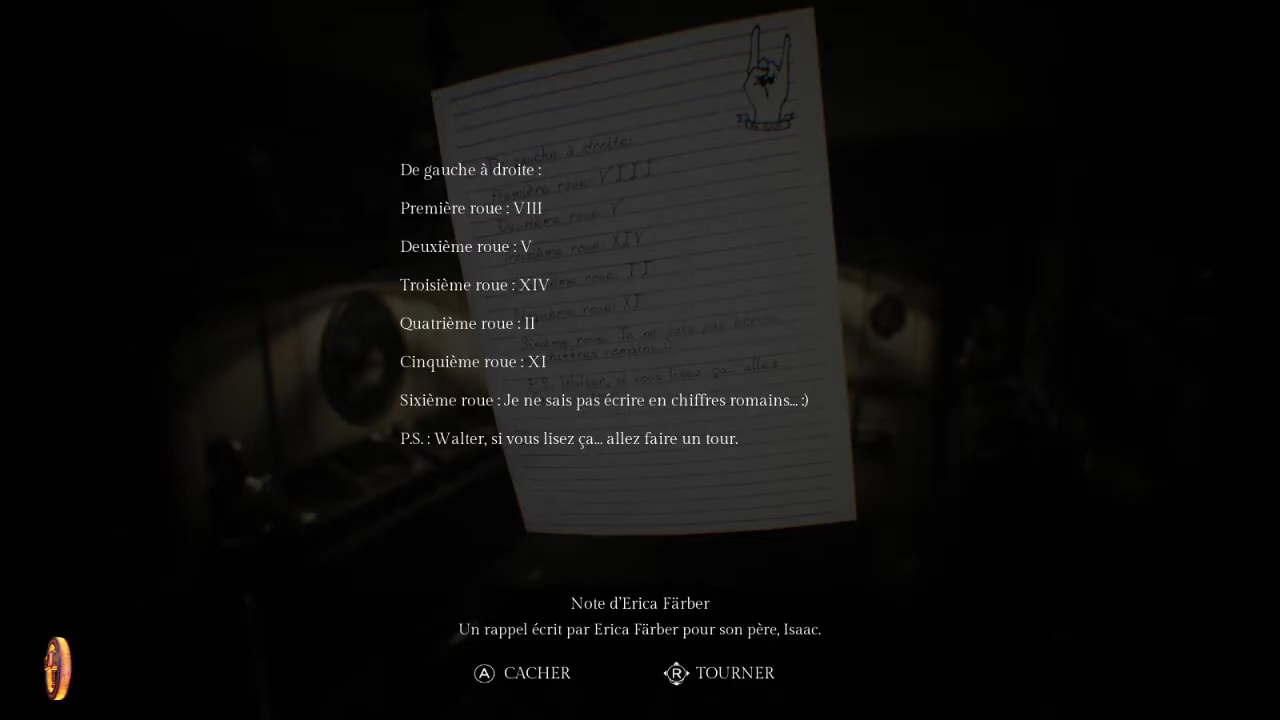 De gauche à droite :
Première roue : VIII
Deuxième roue : V
Troisième roue : XIV
Quatrième roue : II
Cinquième roue : XI
Sixième roue : Je ne sais pas écrire en chiffres romains... :)
P.S. : Walter, si vous lisez ça... allez faire un tour.
Note d'Erica Färber
Un rappel écrit par Erica Färber pour son père, Isaac.
A CACHER
R TOURNER